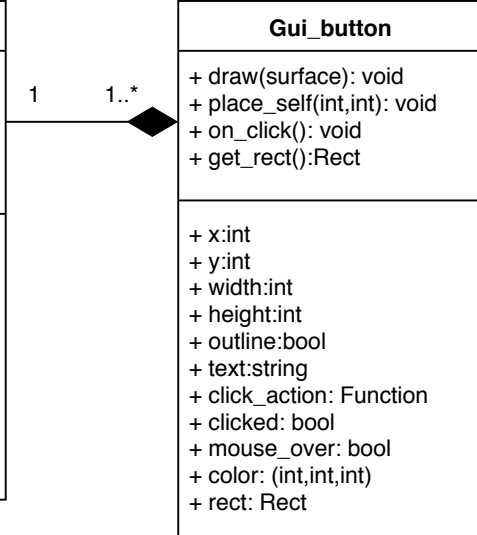 Gui_button
1
1..*
+ draw(surface): void
+ place_self(int,int): void
+ on_click(): void
+ get_rect():Rect
+ x:int
+ y:int
+ width:int
+ height:int
+ outline:bool
+ text:string
+ click_action: Function
+ clicked: bool
+ mouse_over: bool
+ color: (int,int,int)
+ rect: Rect